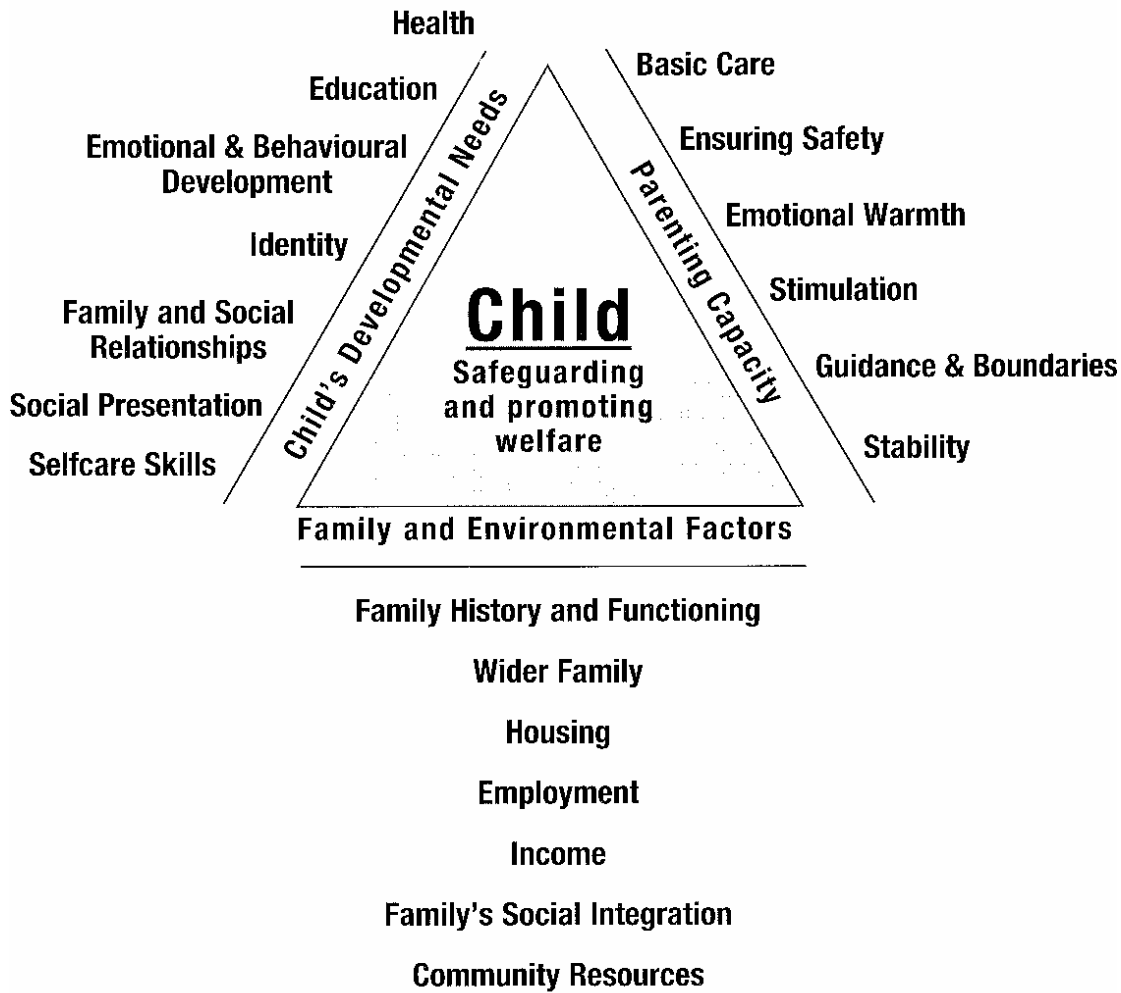 Health
Education
Emotional & Behavioural
Development
Identity
Family and Social
Relationships
Social Presentation
Selfcare Skills
Child's Developmental Needs
Basic Care
Ensuring Safety
Emotional Warmth
Stimulation
Guidance & Boundaries
Stability
Parenting Capacity
Child
Safeguarding
and promoting
welfare
Family and Environmental Factors
Family History and Functioning
Wider Family
Housing
Employment
Income
Family's Social Integration
Community Resources